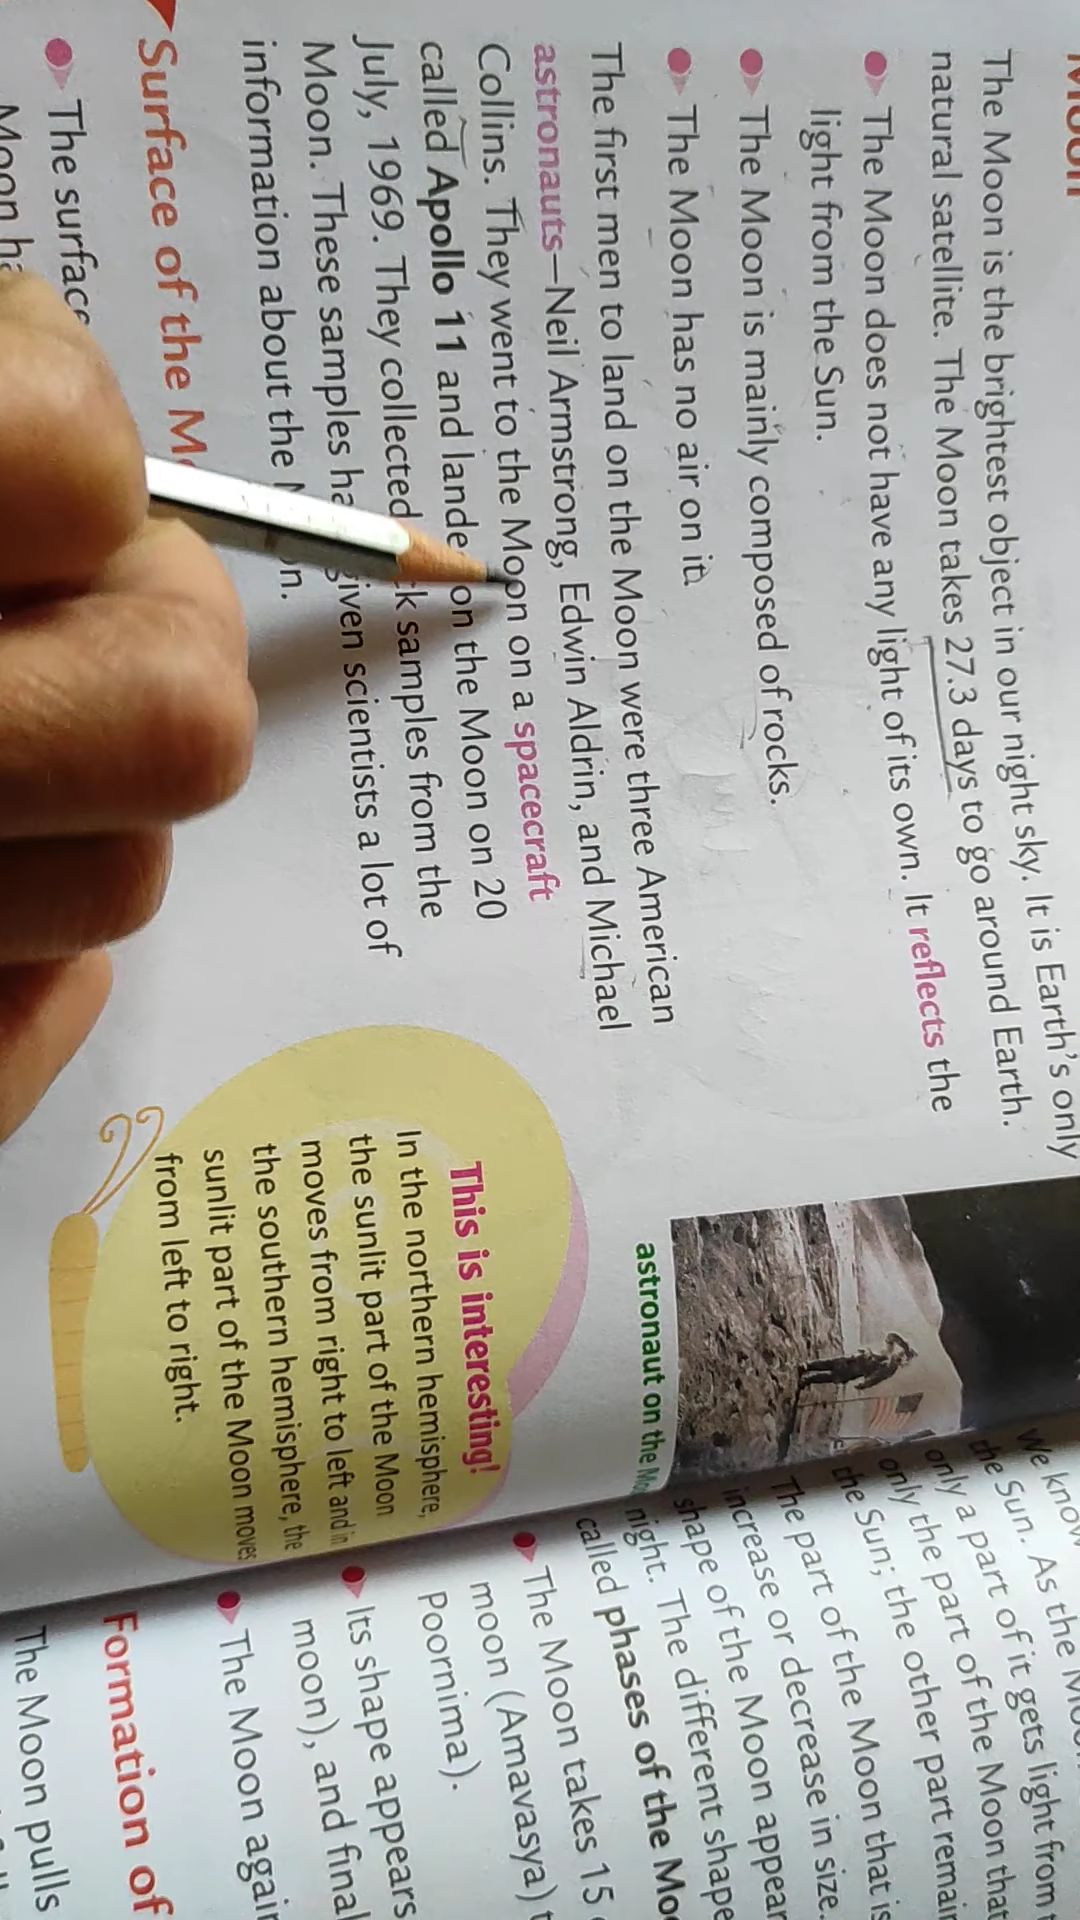 Moon
The Moon is the brightest object in our night sky. It is Earth's only
natural satellite. The Moon takes 27.3 days to go around Earth.
The Moon does not have any light of its own. It reflects the
light from the Sun.
The Moon is mainly composed of rocks.
The Moon has no air on it.
The first men to land on the Moon were three American
astronauts—Neil Armstrong, Edwin Aldrin, and Michael
Collins. They went to the Moon on a spacecraft
called Apollo 11 and lande on the Moon on 20
July, 1969. They collected ck samples from the
Moon. These samples ha given scientists a lot of
information about the M on.
Surface of the M
The surface
Moon ha
astronaut on the Mo
This is interesting!
In the northern hemisphere,
the sunlit part of the Moon
moves from right to left and in
the southern hemisphere, the
sunlit part of the Moon moves
from left to right.
We know
the Sun. As the Moo
only a part of it gets light from
only the part of the Moon that
the Sun; the other part remain
The part of the Moon that is
increase or decrease in size.
shape of the Moon appear
night. The different shape
called phases of the Moo
The Moon takes 15
moon (Amavasya) t
Poornima).
Its shape appears
moon), and final
The Moon again
Formation of
The Moon pulls